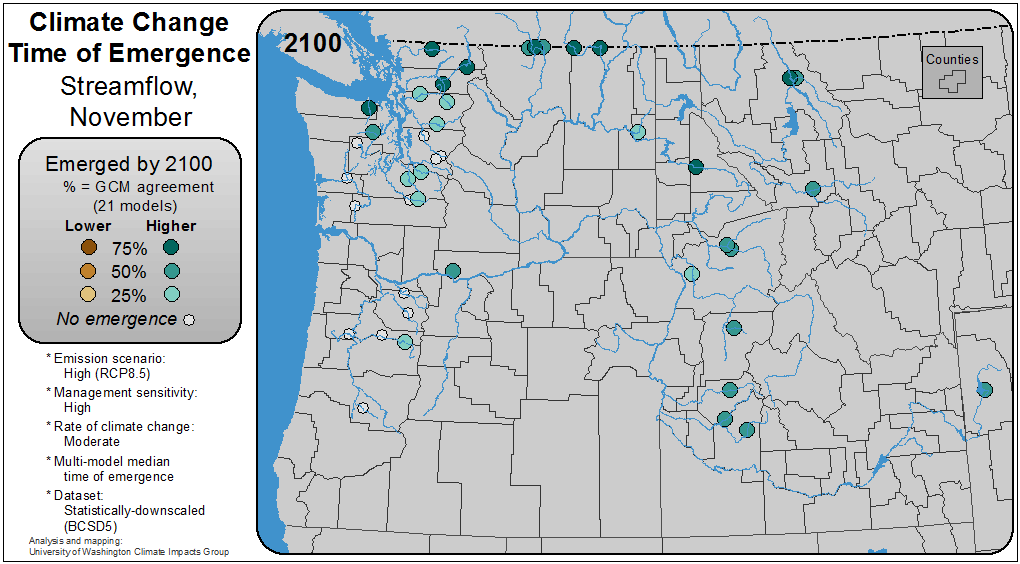 Climate Change
Time of Emergence
Streamflow,
November
Emerged by 2100
% = GCM agreement
(21 models)
Lower Higher
75%
50%
25%
No emergence
* Emission scenario:
High (RCP8.5)
* Management sensitivity:
High
* Rate of climate change:
Moderate
* Multi-model median
time of emergence
* Dataset:
Statistically-downscaled
(BCSD5)
Analysis and mapping:
University of Washington Climate Impacts Group
2100
Counties